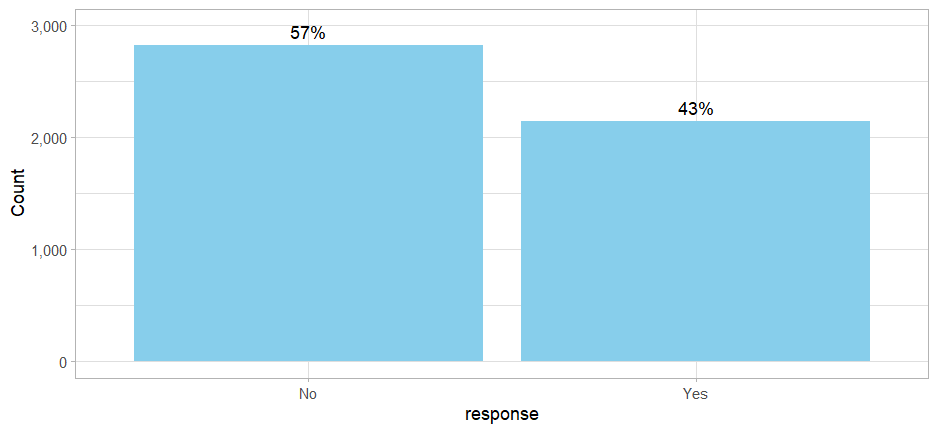 3,000
2,000
1,000
0
Count
57%
43%
No
Yes
response